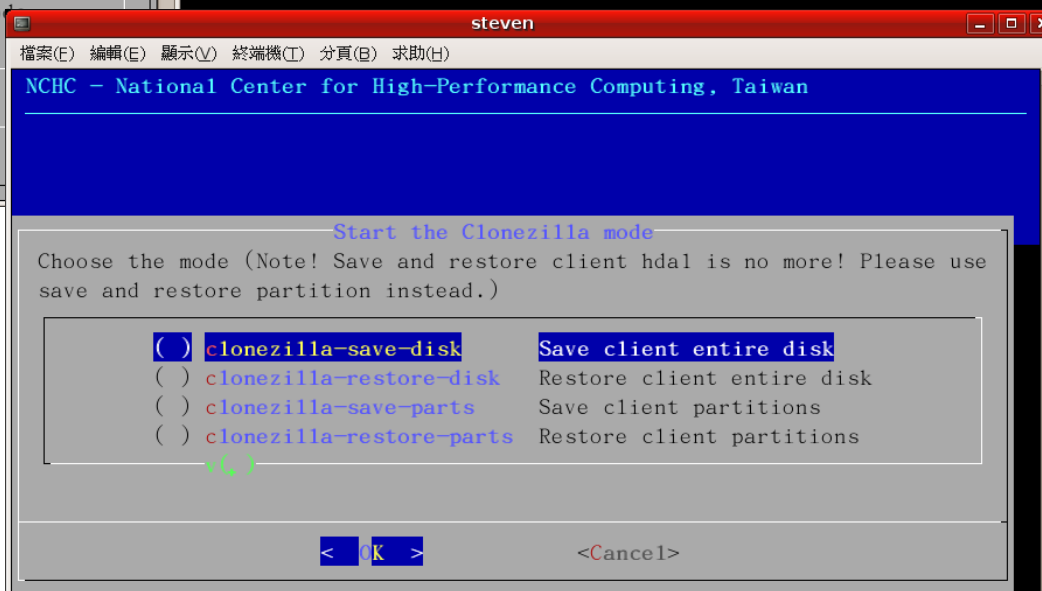 steven
檔案(F) 編輯(E) 顯示(V) 終端機(T) 分頁(B) 求助(H)
NCHC - National Center for High-Performance Computing, Taiwan
Start the Clonezilla mode
Choose the mode (Note! Save and restore client hda1 is no more! Please use
save and restore partition instead.)
( ) clonezilla-save-disk Save client entire disk
( ) clonezilla-restore-disk Restore client entire disk
( ) clonezilla-save-parts Save client partitions
( ) clonezilla-restore-parts Restore client partitions
v(.)
< OK > <Cancel>